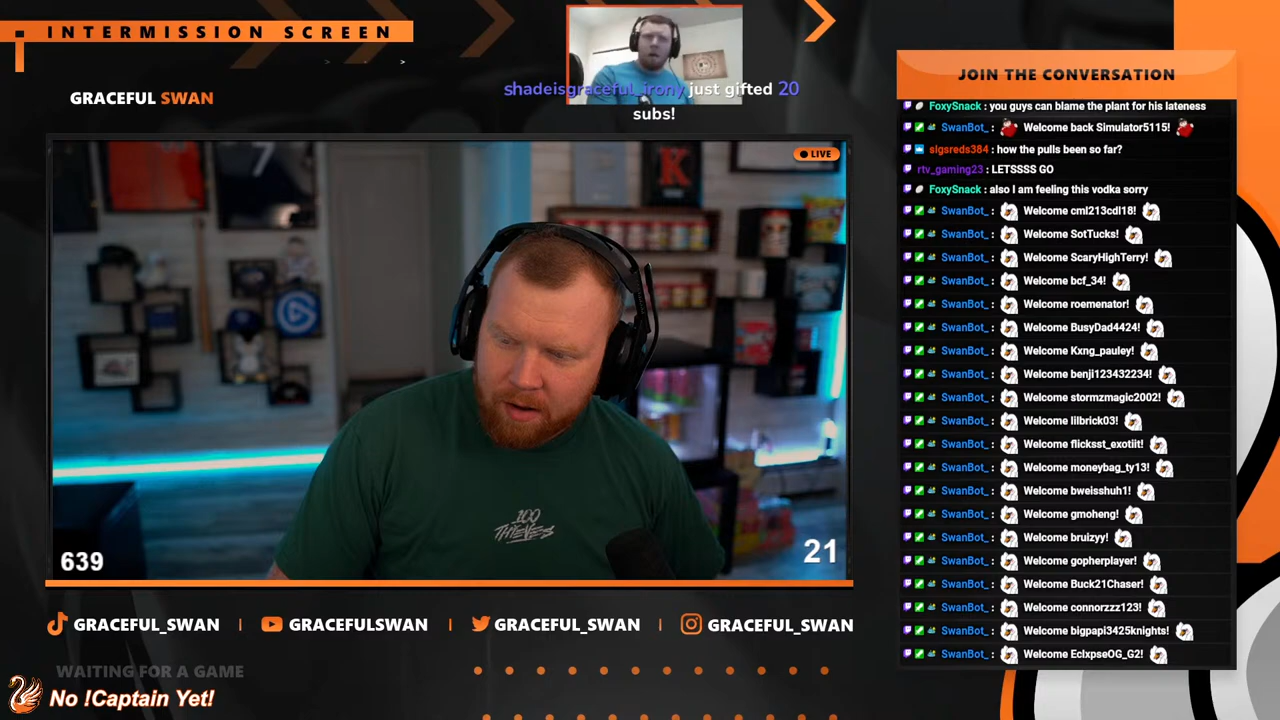 INTERMISSION SCREEN
GRACEFUL SWAN
shadeisgraceful_irony just gifted 20
subs!
LIVE
7
K
100
THIEVES
639
21
GRACEFUL_SWAN
GRACEFULSWAN
GRACEFUL_SWAN
GRACEFUL_SWAN
WAITING FOR A GAME
No !Captain Yet!
JOIN THE CONVERSATION
FoxySnack : you guys can blame the plant for his lateness
SwanBot_ : Welcome back Simulator5115!
slgsreds384 : how the pulls been so far?
rtv_gaming23 : LETSSSS GO
FoxySnack : also I am feeling this vodka sorry
SwanBot_ : Welcome cml213cdl18!
SwanBot_ : Welcome SotTucks!
SwanBot_ : Welcome ScaryHighTerry!
SwanBot_ : Welcome bcf_34!
SwanBot_ : Welcome roemenator!
SwanBot_ : Welcome BusyDad4424!
SwanBot_ : Welcome Kxng_pauley!
SwanBot_ : Welcome benji123432234!
SwanBot_ : Welcome stormzmagic2002!
SwanBot_ : Welcome lilbrick03!
SwanBot_ : Welcome flicksst_exotiit!
SwanBot_ : Welcome moneybag_ty13!
SwanBot_ : Welcome bweisshuh1!
SwanBot_ : Welcome gmoheng!
SwanBot_ : Welcome bruizyy!
SwanBot_ : Welcome gopherplayer!
SwanBot_ : Welcome Buck21Chaser!
SwanBot_ : Welcome connorzzz123!
SwanBot_ : Welcome bigpapi3425knights!
SwanBot_ : Welcome EclxpseOG_G2!